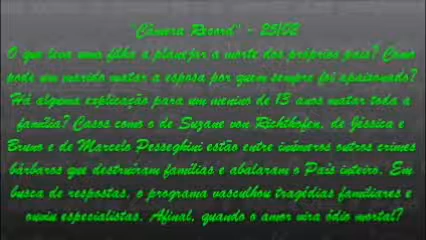 "Câmera Record" - 25/02
O que leva uma filha a planejar a morte dos próprios pais? Como
pode um marido matar a esposa por quem sempre foi apaixonado?
Há alguma explicação para um menino de 13 anos matar toda a
família? Casos como o de Suzane von Richthofen, de Jéssica e
Bruno e de Marcelo Pesseghini estão entre inúmeros outros crimes
bárbaros que destruíram famílias e abalaram o País inteiro. Em
busca de respostas, o programa vasculhou tragédias familiares e
ouviu especialistas. Afinal, quando o amor vira ódio mortal?